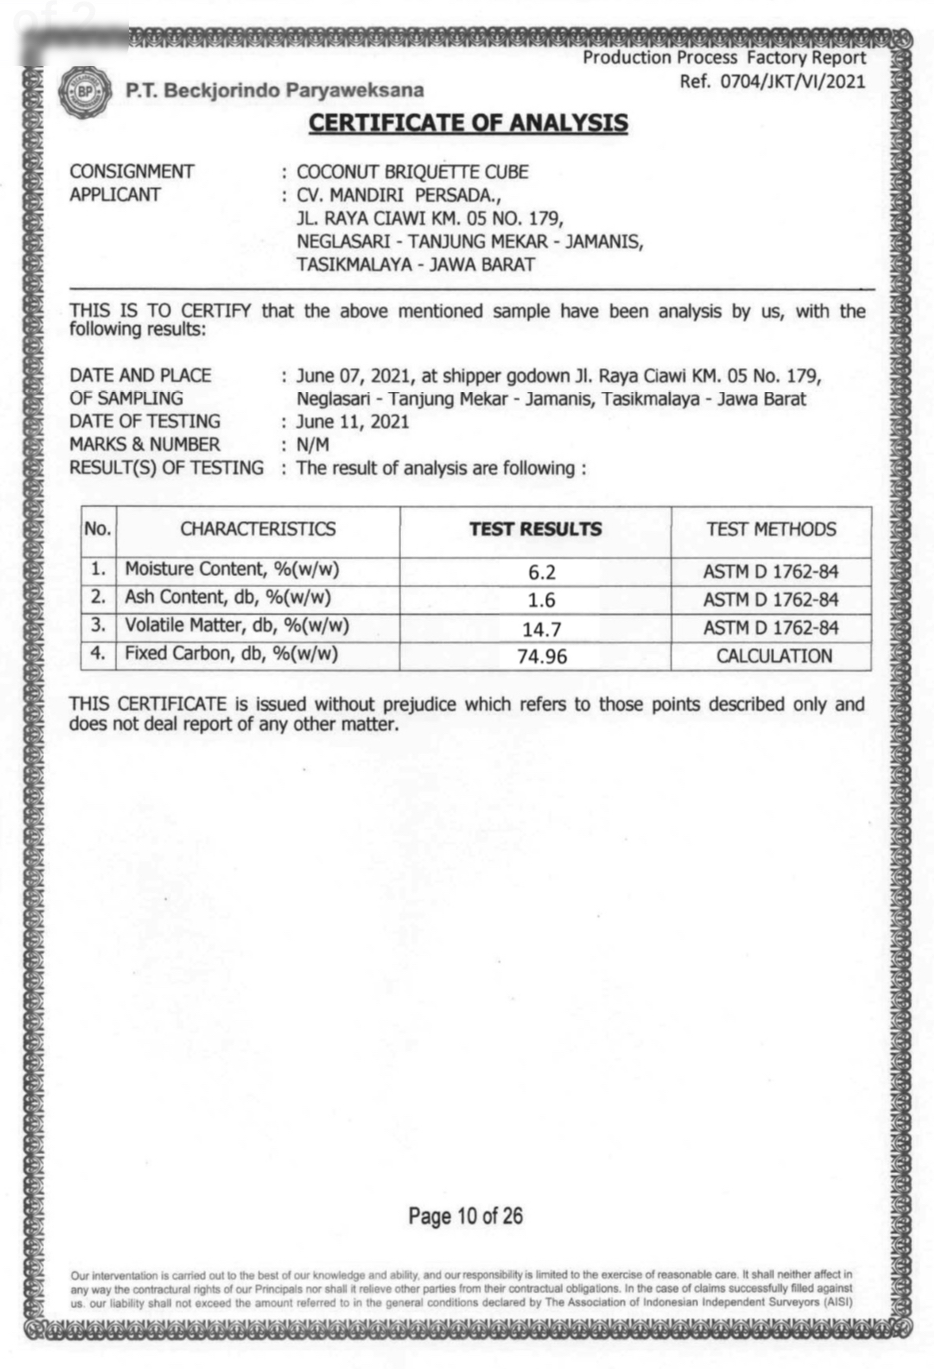 of 2
Production Process Factory Report
Ref. 0704/JKT/VI/2021
BP
P.T. Beckjorindo Paryaweksana
CERTIFICATE OF ANALYSIS
CONSIGNMENT : COCONUT BRIQUETTE CUBE
APPLICANT : CV. MANDIRI PERSADA.,
JL. RAYA CIAWI KM. 05 NO. 179,
NEGLASARI - TANJUNG MEKAR - JAMANIS,
TASIKMALAYA - JAWA BARAT
THIS IS TO CERTIFY that the above mentioned sample have been analysis by us, with the
following results:
DATE AND PLACE : June 07, 2021, at shipper godown Jl. Raya Ciawi KM. 05 No. 179,
OF SAMPLING Neglasari - Tanjung Mekar - Jamanis, Tasikmalaya - Jawa Barat
DATE OF TESTING : June 11, 2021
MARKS & NUMBER : N/M
RESULT(S) OF TESTING : The result of analysis are following :
No. CHARACTERISTICS TEST RESULTS TEST METHODS
1. Moisture Content, %(w/w) 6.2 ASTM D 1762-84
2. Ash Content, db, %(w/w) 1.6 ASTM D 1762-84
3. Volatile Matter, db, %(w/w) 14.7 ASTM D 1762-84
4. Fixed Carbon, db, %(w/w) 74.96 CALCULATION
THIS CERTIFICATE is issued without prejudice which refers to those points described only and
does not deal report of any other matter.
Page 10 of 26
Our interventation is carried out to the best of our knowledge and ability, and our responsibility is limited to the exercise of reasonable care. It shall neither affect in
any way the contractural rights of our Principals nor shall it relieve other parties from their contractual obligations. In the case of claims successfully filled against
us. our liability shall not exceed the amount referred to in the general conditions declared by The Association of Indonesian Independent Surveyors (AISI)